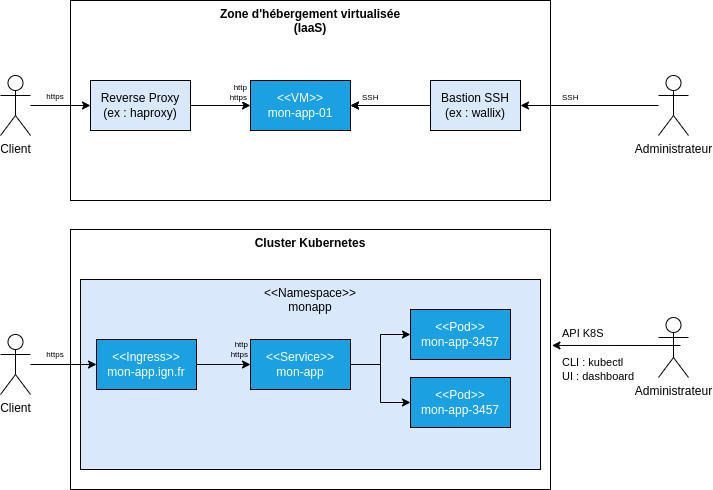 Zone d'hébergement virtualisée
(IaaS)
https
Reverse Proxy
(ex : haproxy)
http
https
<<VM>>
mon-app-01
SSH
Bastion SSH
(ex : wallix)
SSH
Client
Administrateur
Cluster Kubernetes
<<Namespace>>
monapp
https
<<Ingress>>
mon-app.ign.fr
http
https
<<Service>>
mon-app
<<Pod>>
mon-app-3457
<<Pod>>
mon-app-3457
API K8S
CLI : kubectl
UI : dashboard
Client
Administrateur